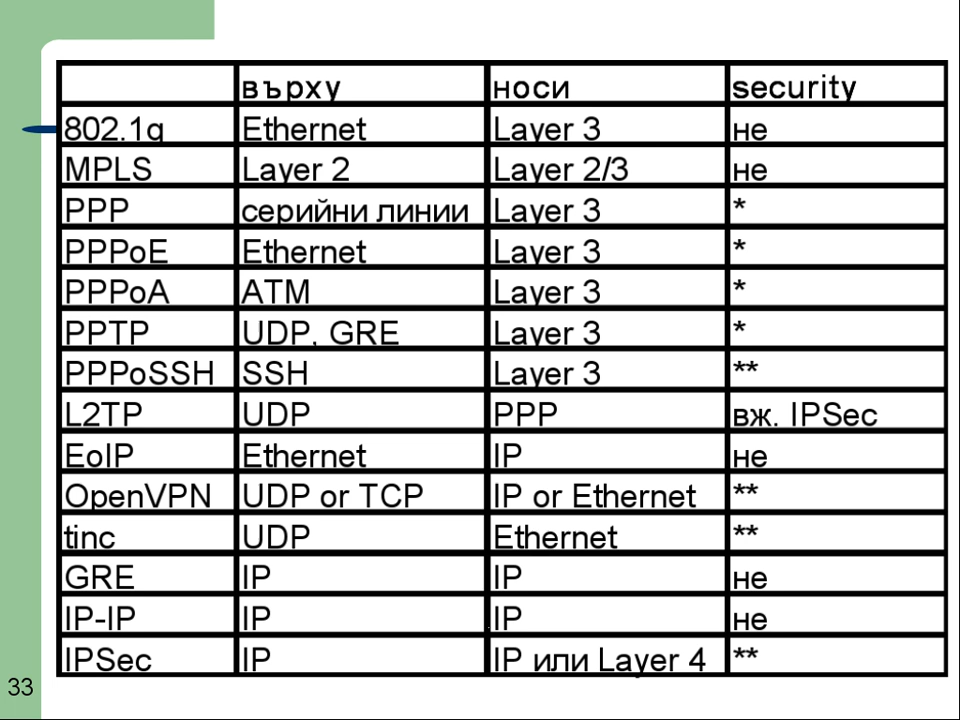 върху носи security
802.1q Ethernet Layer 3 не
MPLS Layer 2 Layer 2/3 не
PPP серийни линии Layer 3 *
PPPoE Ethernet Layer 3 *
PPPoA ATM Layer 3 *
PPTP UDP, GRE Layer 3 *
PPPoSSH SSH Layer 3 **
L2TP UDP PPP вж. IPSec
EoIP Ethernet IP не
OpenVPN UDP or TCP IP or Ethernet **
tinc UDP Ethernet **
GRE IP IP не
IP-IP IP IP не
IPSec IP IP или Layer 4 **
33